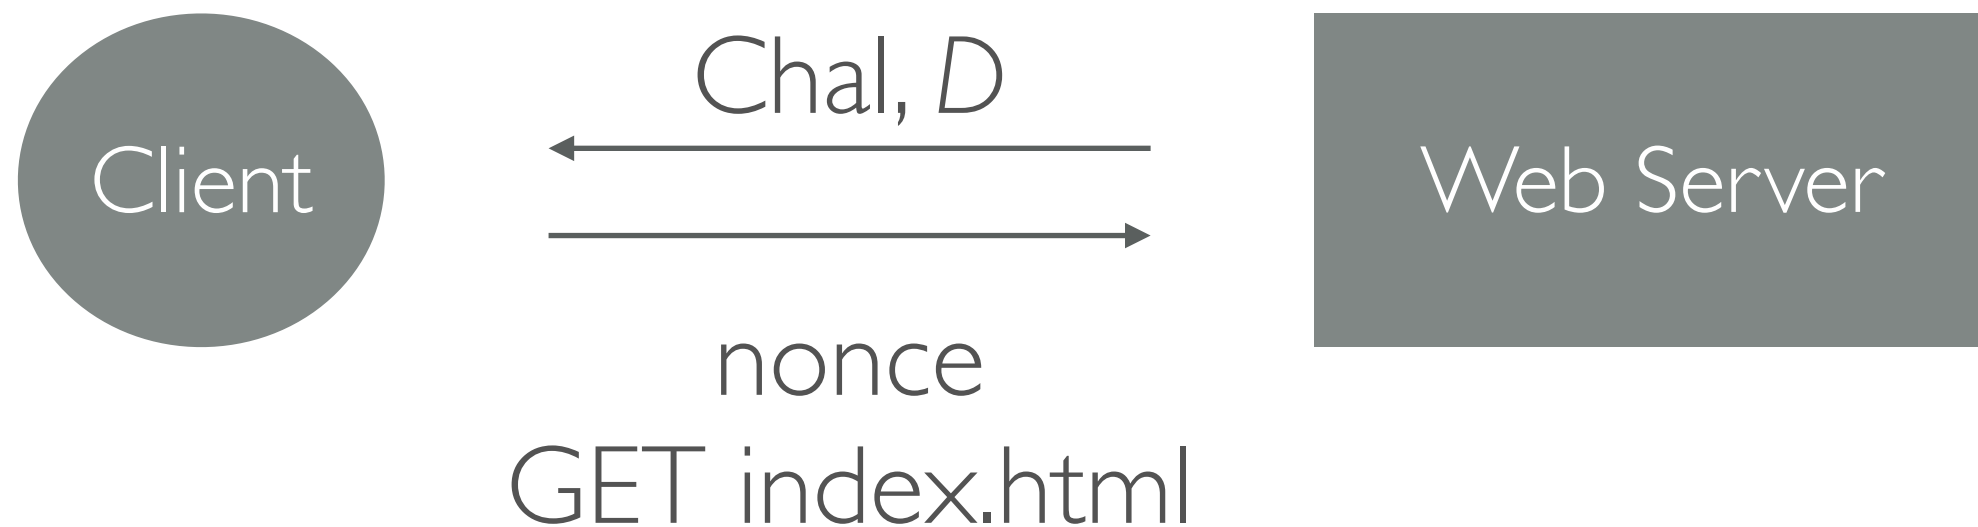 Client
Chal, D
Web Server
nonce
GET index.html